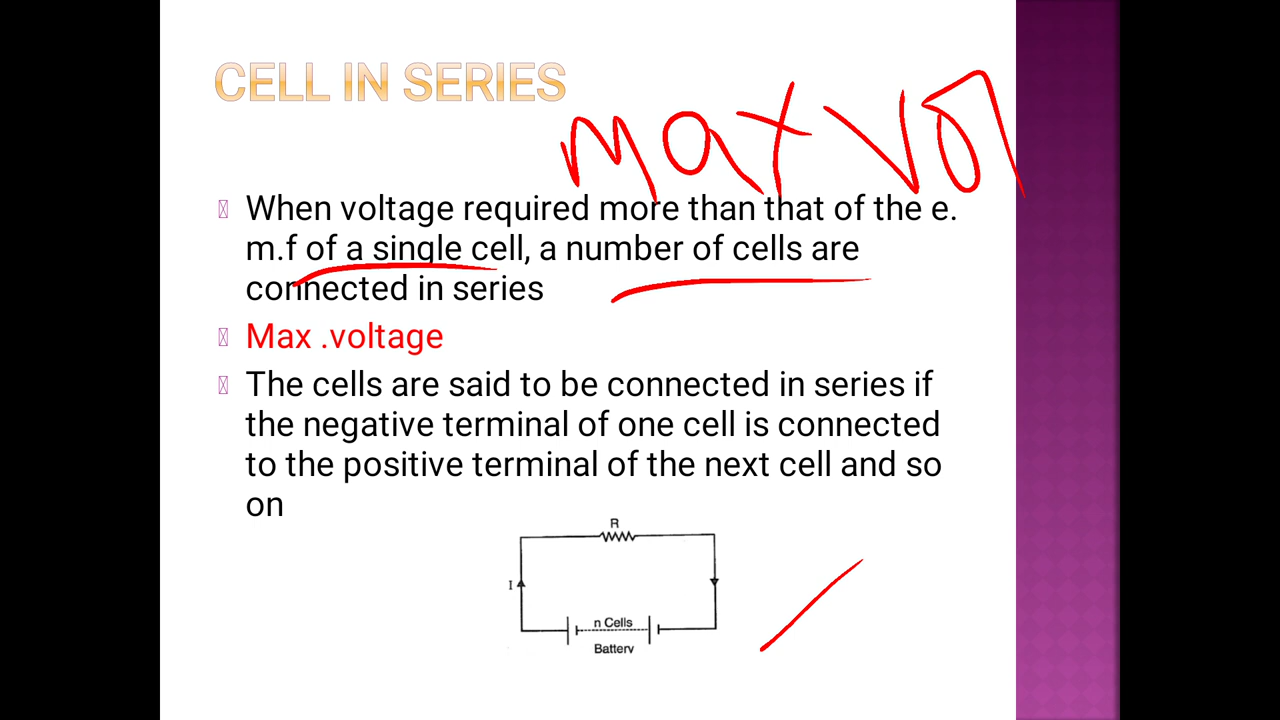 CELL IN SERIES
max vol
When voltage required more than that of the e.
m.f of a single cell, a number of cells are
connected in series
Max .voltage
The cells are said to be connected in series if
the negative terminal of one cell is connected
to the positive terminal of the next cell and so
on
R
I
n Cells
Battery